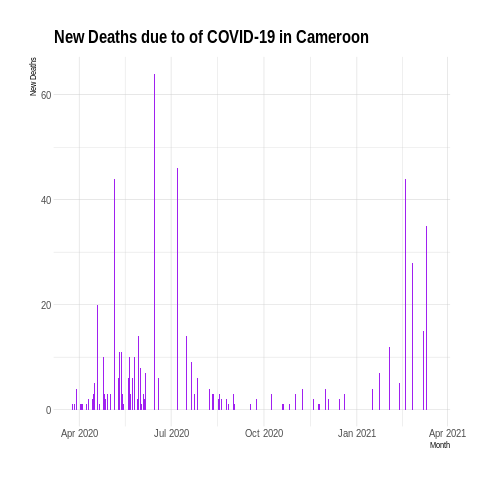 New Deaths due to of COVID-19 in Cameroon
New Deaths
60
40
20
0
Apr 2020 Jul 2020 Oct 2020 Jan 2021 Apr 2021
Month